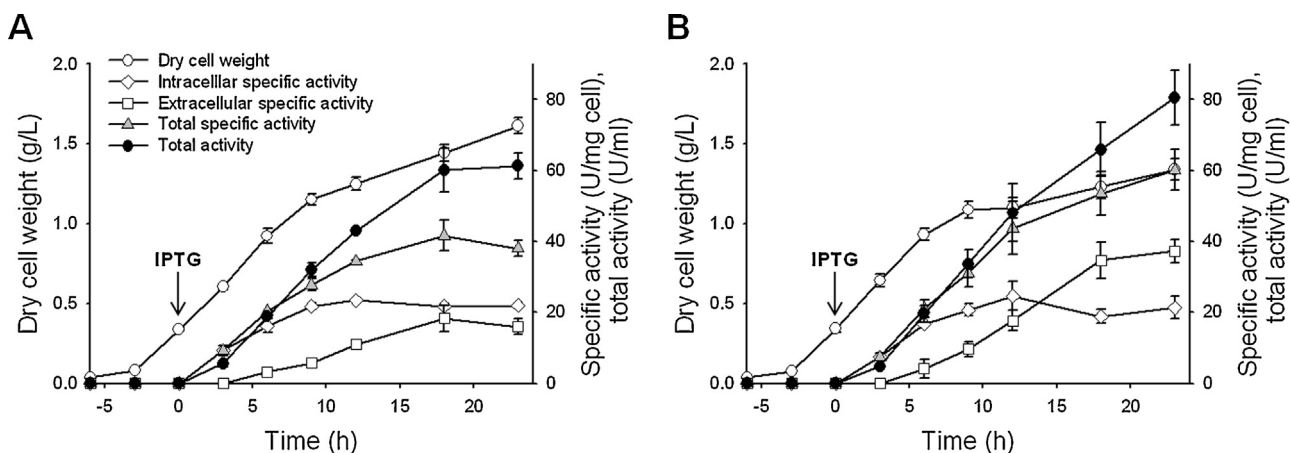 A
Dry cell weight
Intracelllar specific activity
Extracellular specific activity
Total specific activity
Total activity
IPTG
Dry cell weight (g/L)
2.0
1.5
1.0
0.5
0.0
-5
0
5
10
15
20
Time (h)
80
60
40
20
0
Specific activity (U/mg cell),
total activity (U/ml)
B
IPTG
Dry cell weight (g/L)
2.0
1.5
1.0
0.5
0.0
-5
0
5
10
15
20
Time (h)
80
60
40
20
0
Specific activity (U/mg cell),
total activity (U/ml)